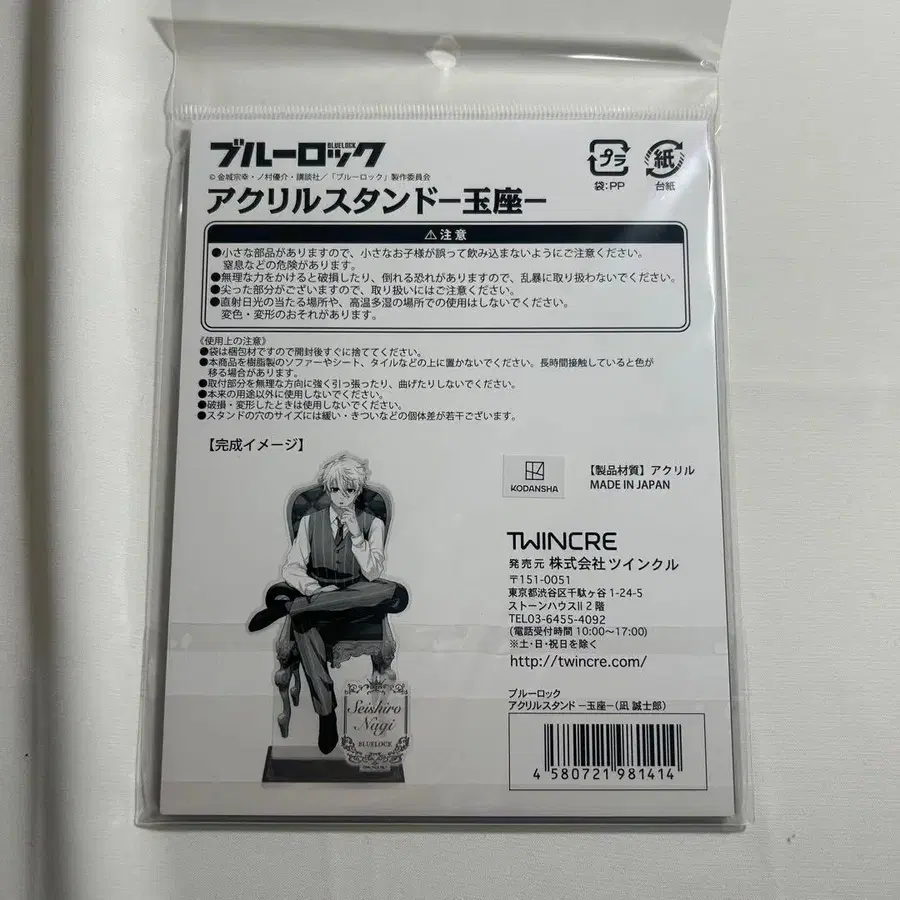 ブルーロック
BLUELOCK
© 金城宗幸・ノ村優介・講談社／「ブルーロック」製作委員会
アクリルスタンドー玉座ー
プラ
袋:PP
紙
台紙
⚠注意
●小さな部品がありますので、小さなお子様が誤って飲み込まないようにご注意ください。
窒息などの危険があります。
●無理な力をかけると破損したり、倒れる恐れがありますので、乱暴に取り扱わないでください。
●尖った部分がございますので、取り扱いにはご注意ください。
●直射日光の当たる場所や、高温多湿の場所での使用はしないでください。
変色・変形のおそれがあります。
《使用上の注意》
●袋は梱包材ですので開封後すぐに捨ててください。
●本商品を樹脂製のソファーやシート、タイルなどの上に置かないでください。長時間接触していると色が
移る場合があります。
●取付部分を無理な方向に強く引っ張ったり、曲げたりしないでください。
●本来の用途以外に使用しないでください。
●破損・変形したときは使用しないでください。
●スタンドの穴のサイズには緩い・きついなどの個体差が若干ございます。
【完成イメージ】
Seishiro
Nagi
BLUELOCK
KODANSHA
【製品材質】アクリル
MADE IN JAPAN
TWINCRE
発売元 株式会社ツインクル
〒151-0051
東京都渋谷区千駄ヶ谷 1-24-5
ストーンハウスII 2 階
TEL03-6455-4092
(電話受付時間 10:00〜17:00)
※土・日・祝日を除く
http://twincre.com/
ブルーロック
アクリルスタンド ー玉座ー(凪 誠士郎)
4 580721 981414